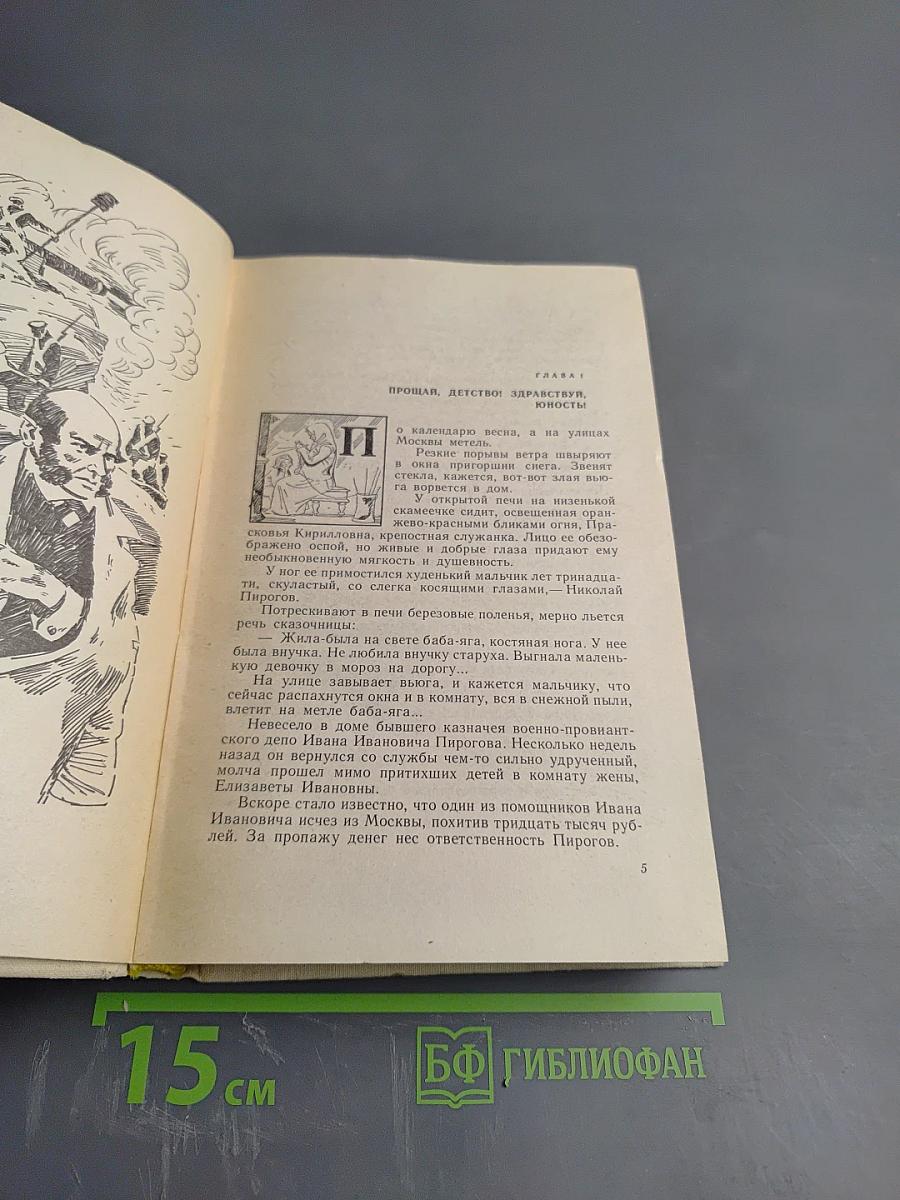 ГЛАВА I
ПРОЩАЙ, ДЕТСТВО! ЗДРАВСТВУЙ,
ЮНОСТЬ!
П
о календарю весна, а на улицах
Москвы метель.
Резкие порывы ветра швыряют
в окна пригоршни снега. Звенят
стекла, кажется, вот-вот злая вью-
га ворвется в дом.
У открытой печи на низенькой
скамеечке сидит, освещенная оран-
жево-красными бликами огня, Пра-
сковья Кирилловна, крепостная служанка. Лицо ее обезо-
ображено оспой, но живые и добрые глаза придают ему
необыкновенную мягкость и душевность.
У ног ее примостился худенький мальчик лет тринадца-
ти, скуластый, со слегка косящими глазами,— Николай
Пирогов.
Потрескивают в печи березовые поленья, мерно льется
речь сказочницы:
— Жила-была на свете баба-яга, костяная нога. У нее
была внучка. Не любила внучку старуха. Выгнала малень-
кую девочку в мороз на дорогу...
На улице завывает вьюга, и кажется мальчику, что
сейчас распахнутся окна и в комнату, вся в снежной пыли,
влетит на метле баба-яга...
Невесело в доме бывшего казначея военно-провиант-
ского депо Ивана Ивановича Пирогова. Несколько недель
назад он вернулся со службы чем-то сильно удрученный,
молча прошел мимо притихших детей в комнату жены,
Елизаветы Ивановны.
Вскоре стало известно, что один из помощников Ивана
Ивановича исчез из Москвы, похитив тридцать тысяч руб-
лей. За пропажу денег нес ответственность Пирогов.
5
15 см
БФ ГИБЛИОФАН